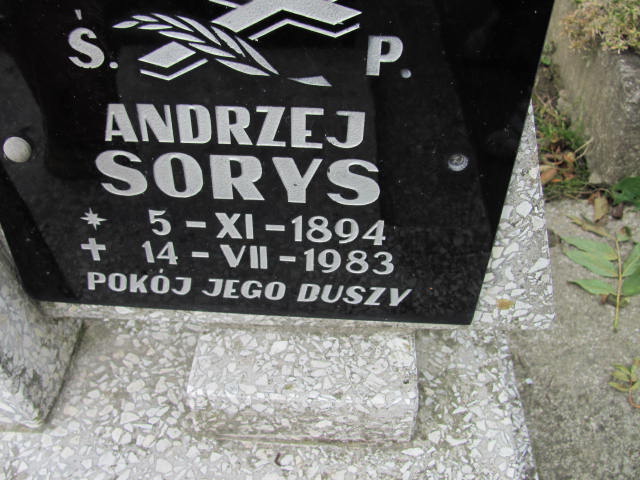 Ś. P.
ANDRZEJ
SORYS
* 5-XI-1894
✝ 14-VII-1983
POKÓJ JEGO DUSZY